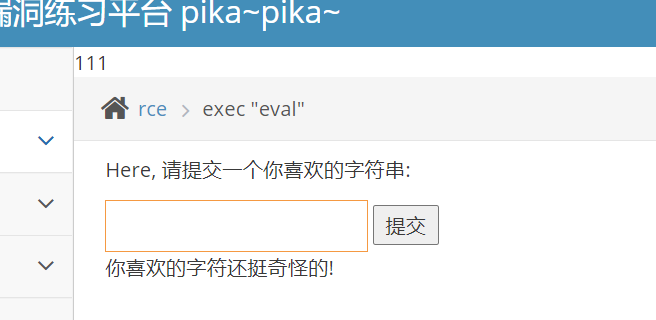 漏洞练习平台 pika~pika~
111
rce > exec "eval"
Here, 请提交一个你喜欢的字符串:
提交
你喜欢的字符还挺奇怪的!